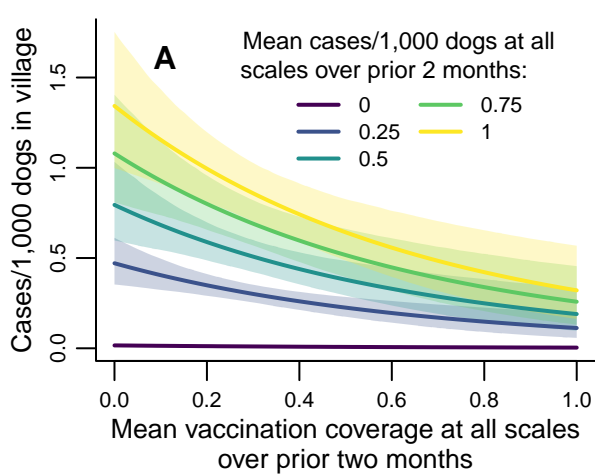 A
Mean cases/1,000 dogs at all
scales over prior 2 months:
0
0.75
0.25
1
0.5
Cases/1,000 dogs in village
1.5
1.0
0.5
0.0
0.0 0.2 0.4 0.6 0.8 1.0
Mean vaccination coverage at all scales
over prior two months